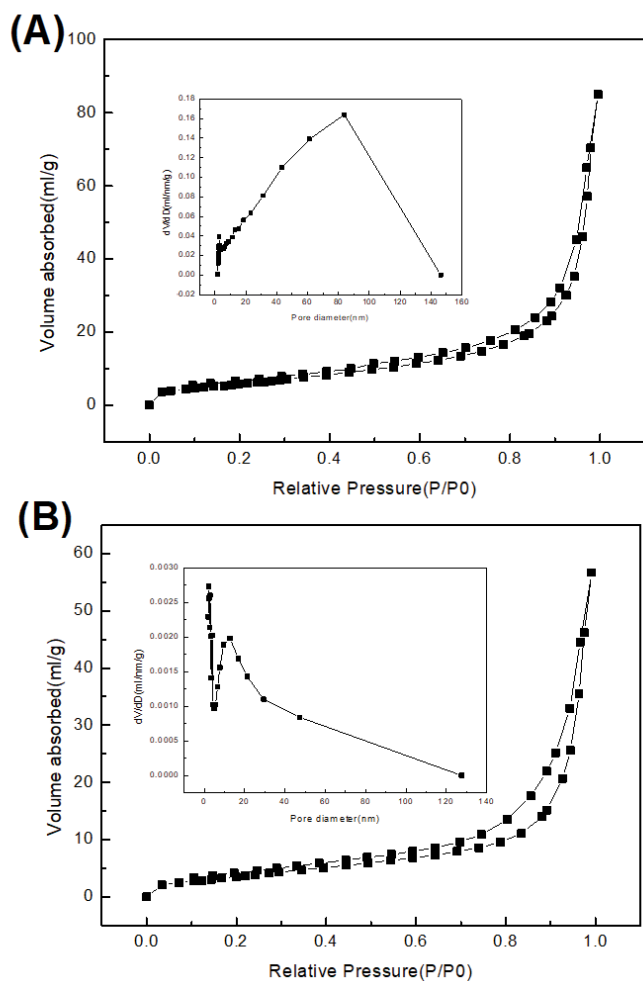 (A)
100
80
60
40
20
0
Volume absorbed(ml/g)
0.0 0.2 0.4 0.6 0.8 1.0
Relative Pressure(P/P0)
0.18
0.16
0.14
0.12
0.10
0.08
0.06
0.04
0.02
0.00
-0.02
dV/dD(ml/nm/g)
0 20 40 60 80 100 120 140 160
Pore diameter(nm)
(B)
60
50
40
30
20
10
0
Volume absorbed(ml/g)
0.0 0.2 0.4 0.6 0.8 1.0
Relative Pressure(P/P0)
0.0030
0.0025
0.0020
0.0015
0.0010
0.0005
0.0000
dV/dD(ml/nm/g)
0 20 40 60 80 100 120 140
Pore diameter(nm)